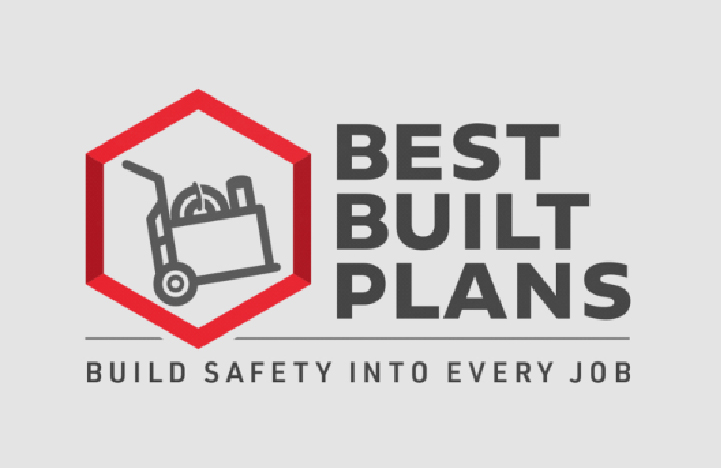 BEST
BUILT
PLANS
BUILD SAFETY INTO EVERY JOB